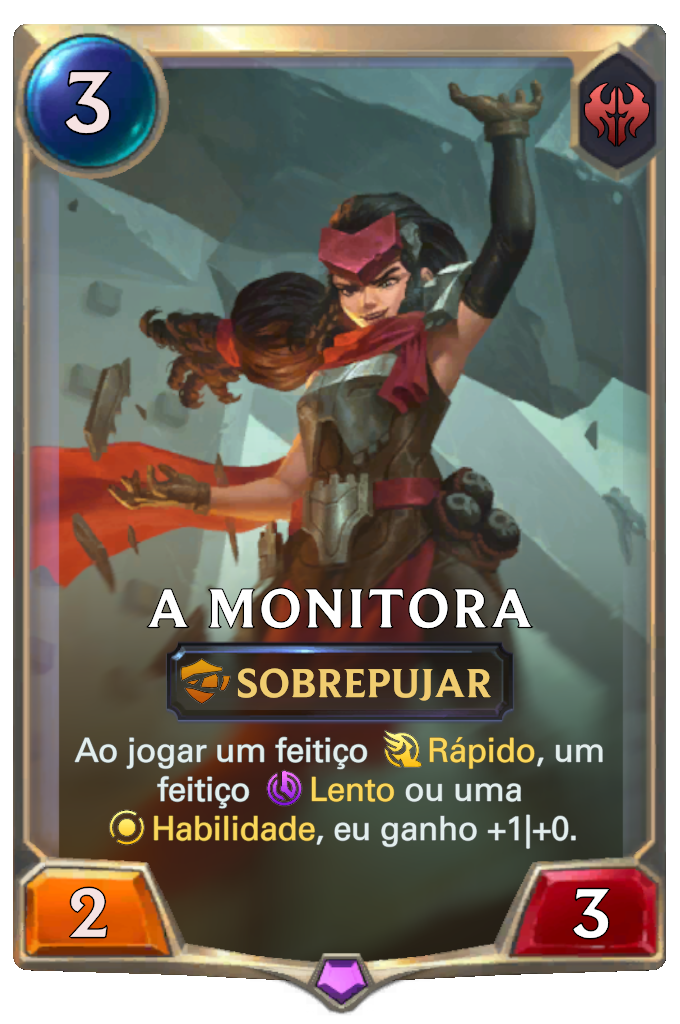 3
A MONITORA
SOBREPUJAR
Ao jogar um feitiço Rápido, um
feitiço Lento ou uma
Habilidade, eu ganho +1|+0.
2
3